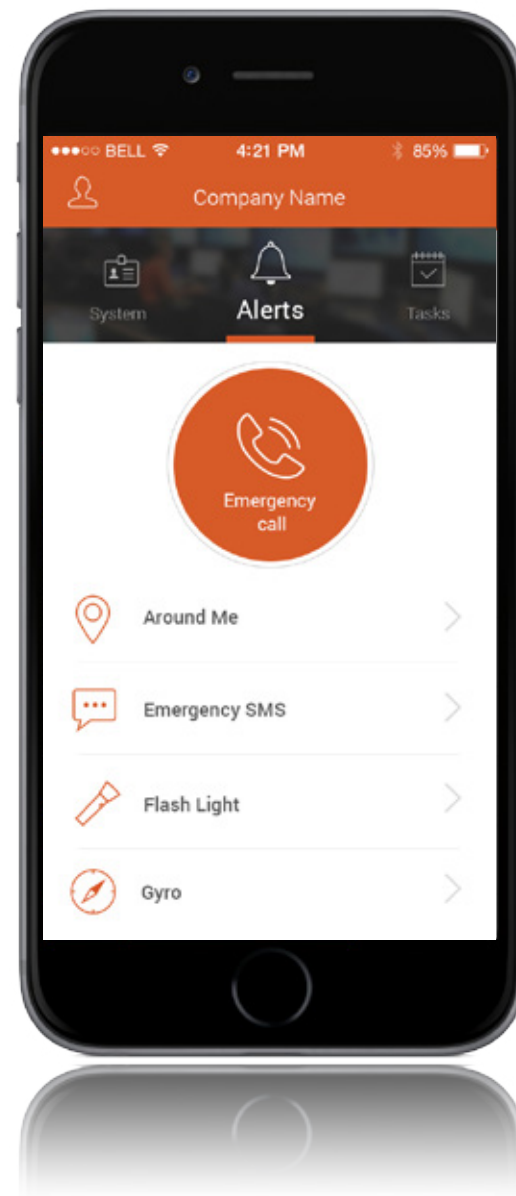 BELL 4:21 PM 85%
Company Name
System Alerts Tasks
Emergency
call
Around Me
Emergency SMS
Flash Light
Gyro